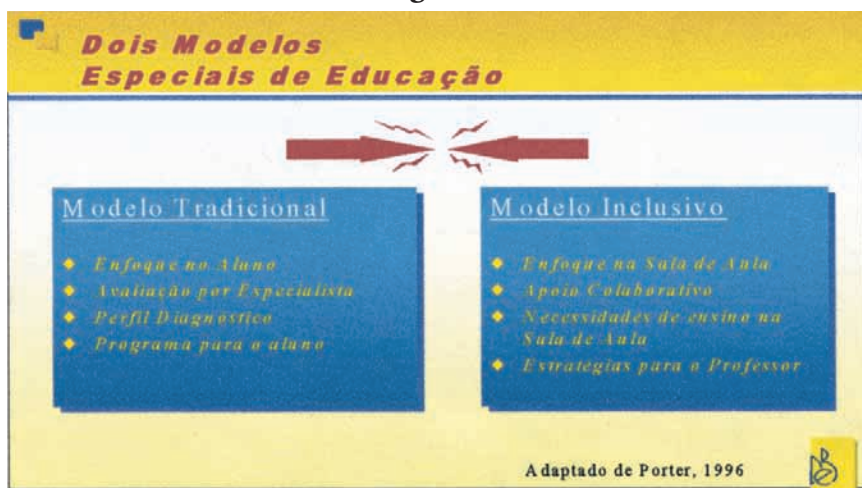 Dois Modelos
Especiais de Educação
Modelo Tradicional
Enfoque no Aluno
Avaliação por Especialista
Perfil Diagnóstico
Programa para o aluno
Modelo Inclusivo
Enfoque na Sala de Aula
Apoio Colaborativo
Necessidades de ensino na
Sala de Aula
Estratégias para o Professor
Adaptado de Porter, 1996